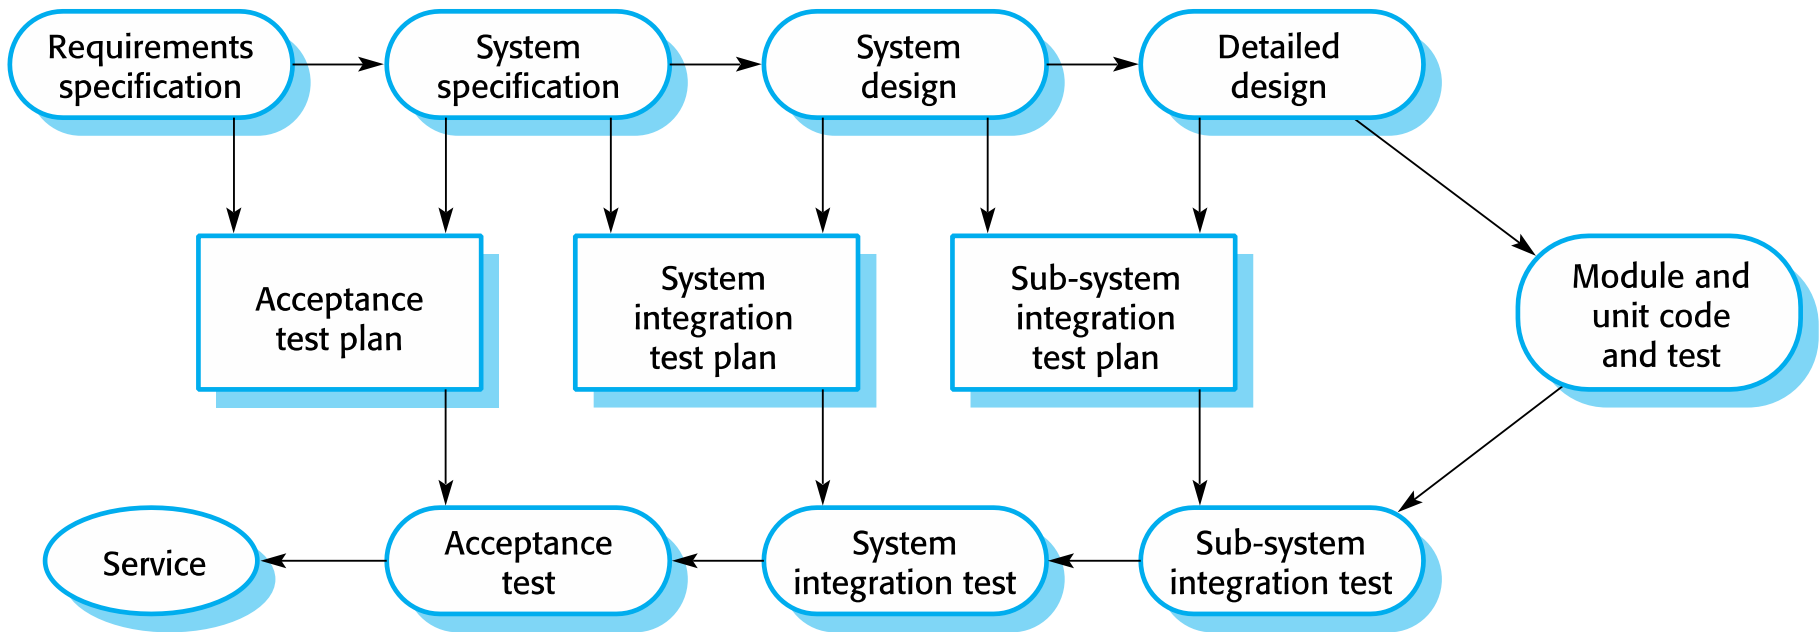 Requirements
specification
System
specification
System
design
Detailed
design
Acceptance
test plan
System
integration
test plan
Sub-system
integration
test plan
Module and
unit code
and test
Service
Acceptance
test
System
integration test
Sub-system
integration test